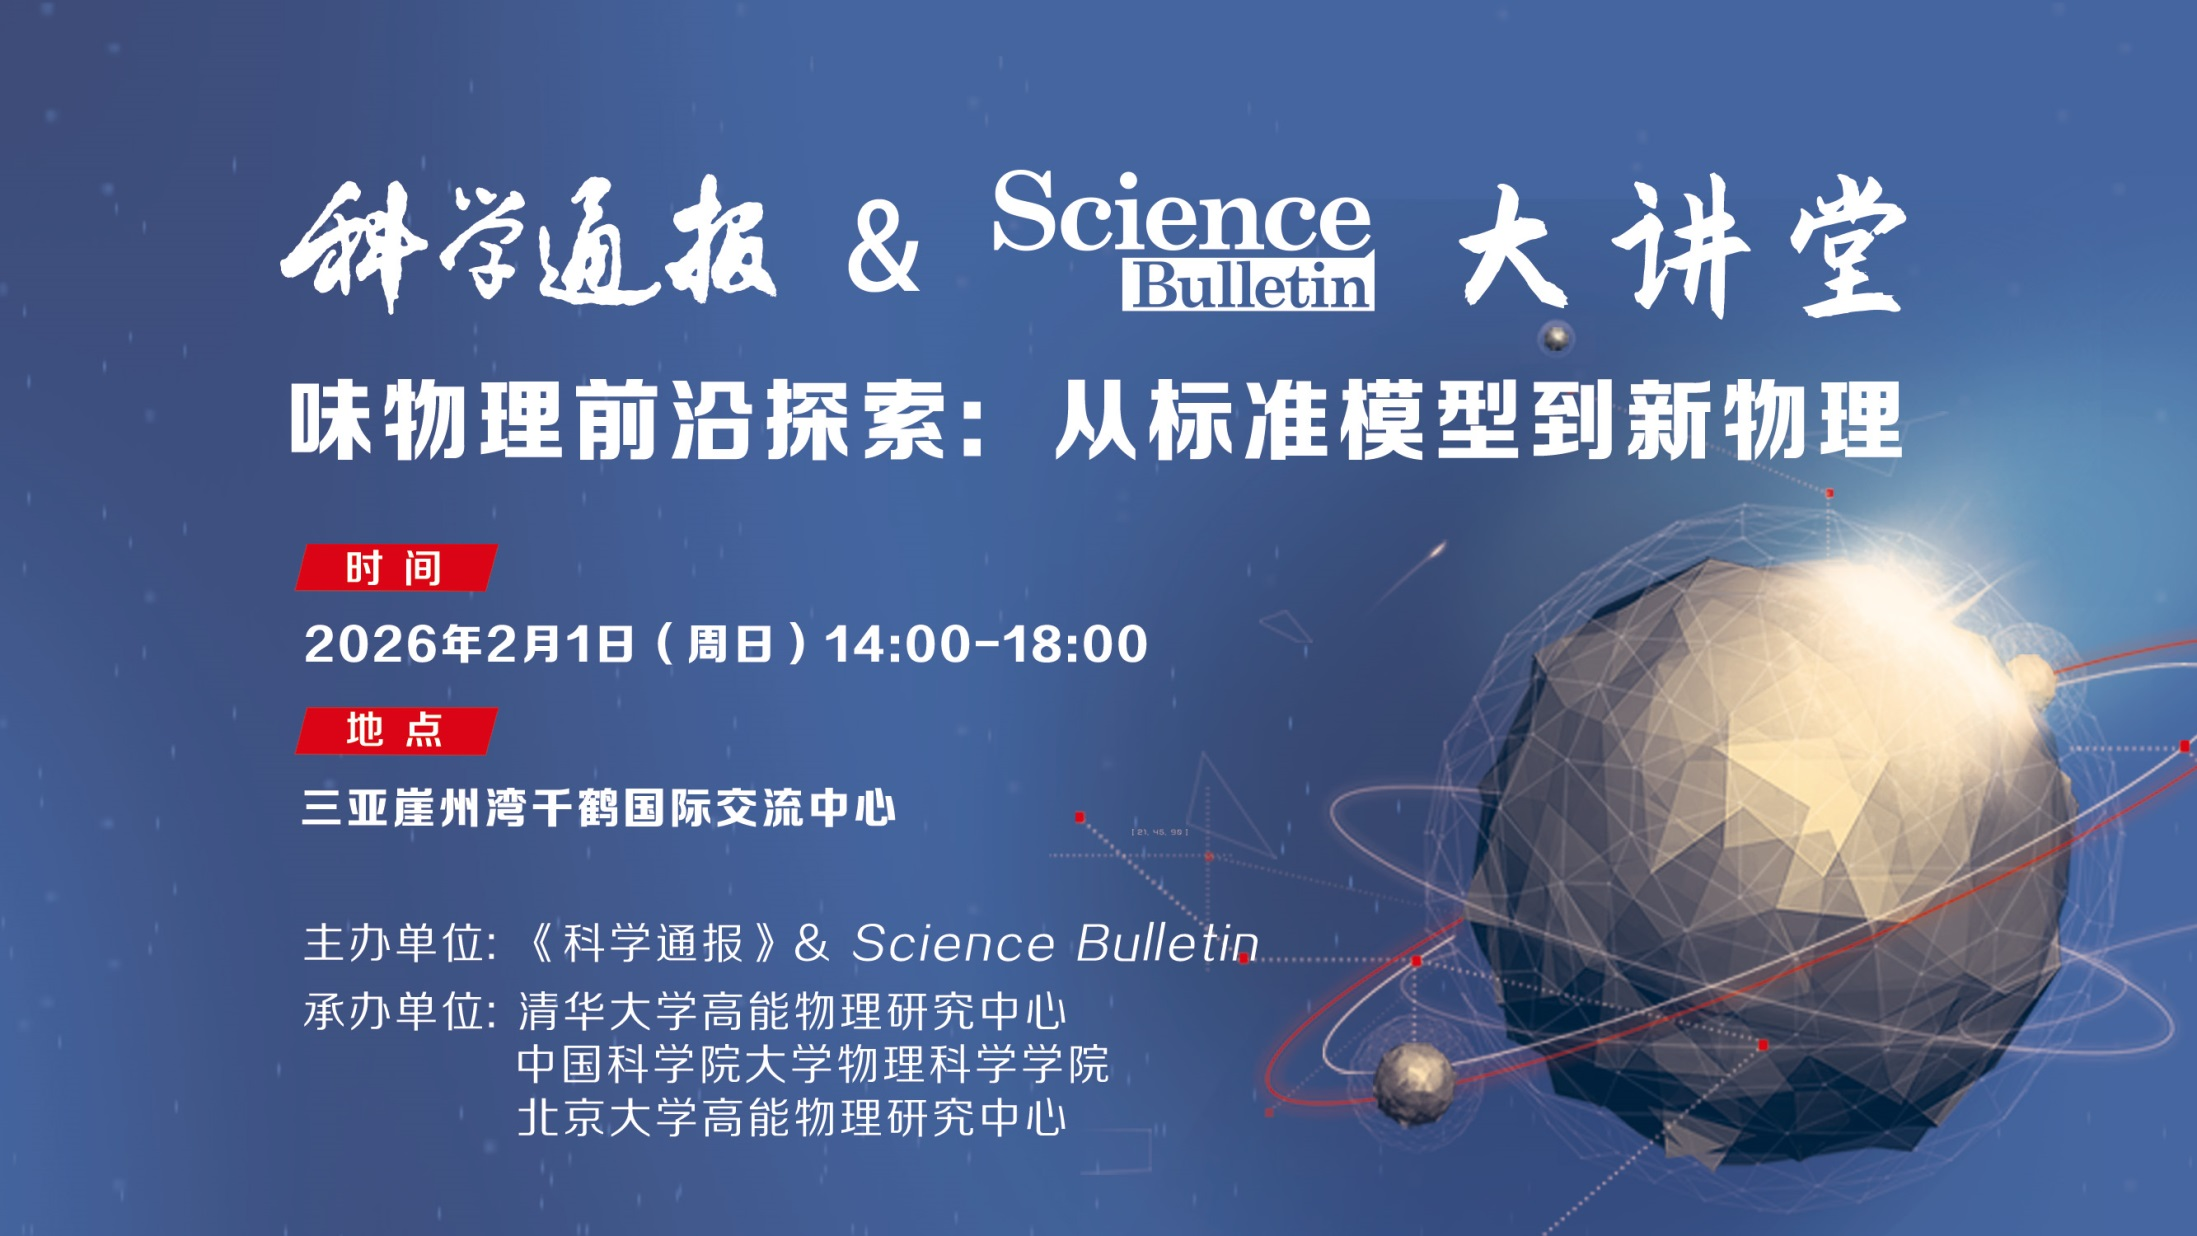 科学通报 & Science Bulletin 大讲堂
味物理前沿探索：从标准模型到新物理
时间
2026年2月1日（周日）14:00-18:00
地点
三亚崖州湾千鹤国际交流中心
[21, 45, 98]
主办单位：《科学通报》& Science Bulletin
承办单位：清华大学高能物理研究中心
中国科学院大学物理科学学院
北京大学高能物理研究中心